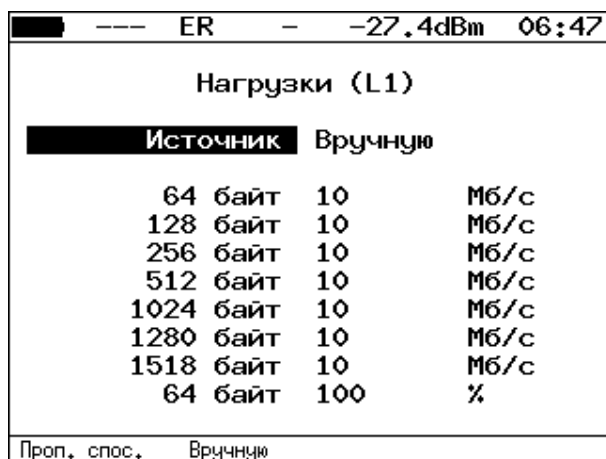 --- ER - -27.4dBm 06:47
Нагрузки (L1)
Источник Вручную
64 байт 10 Мб/с
128 байт 10 Мб/с
256 байт 10 Мб/с
512 байт 10 Мб/с
1024 байт 10 Мб/с
1280 байт 10 Мб/с
1518 байт 10 Мб/с
64 байт 100 %
Проп. спос. Вручную